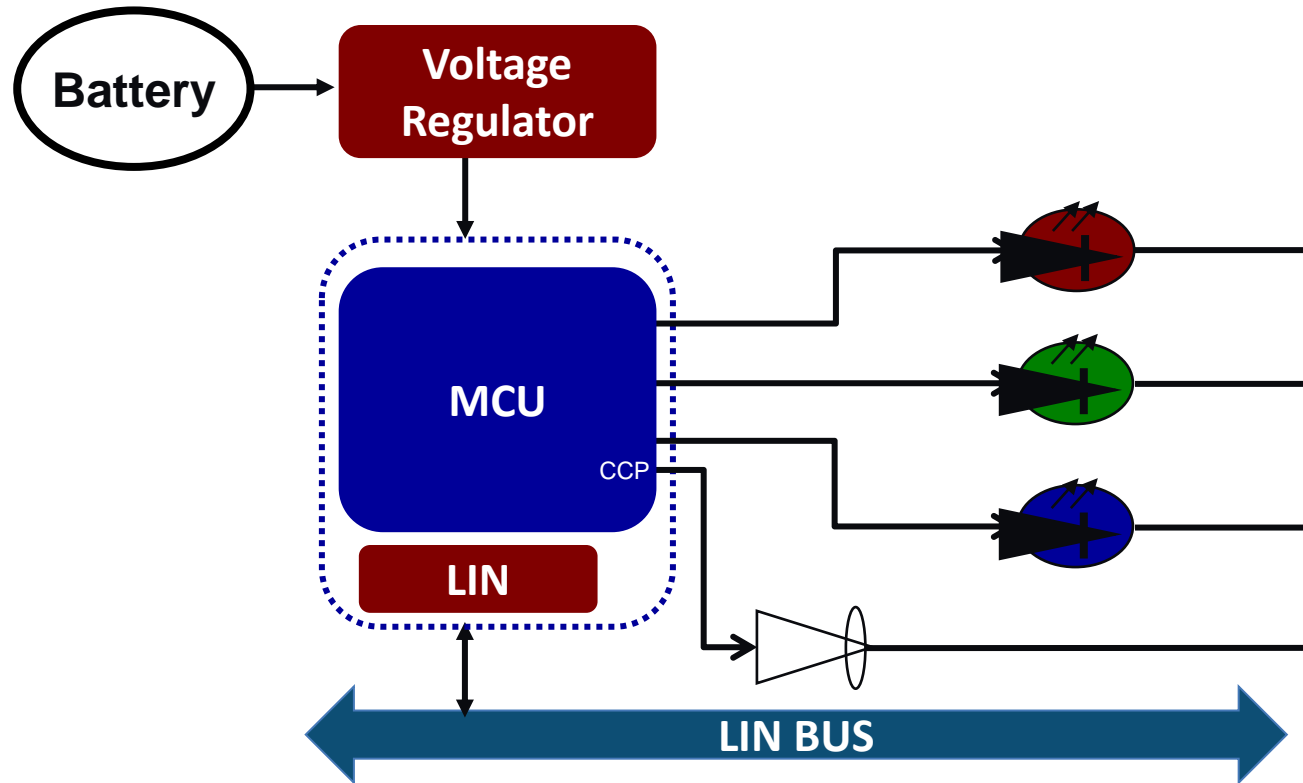 Battery
Voltage
Regulator
MCU
CCP
LIN
LIN BUS